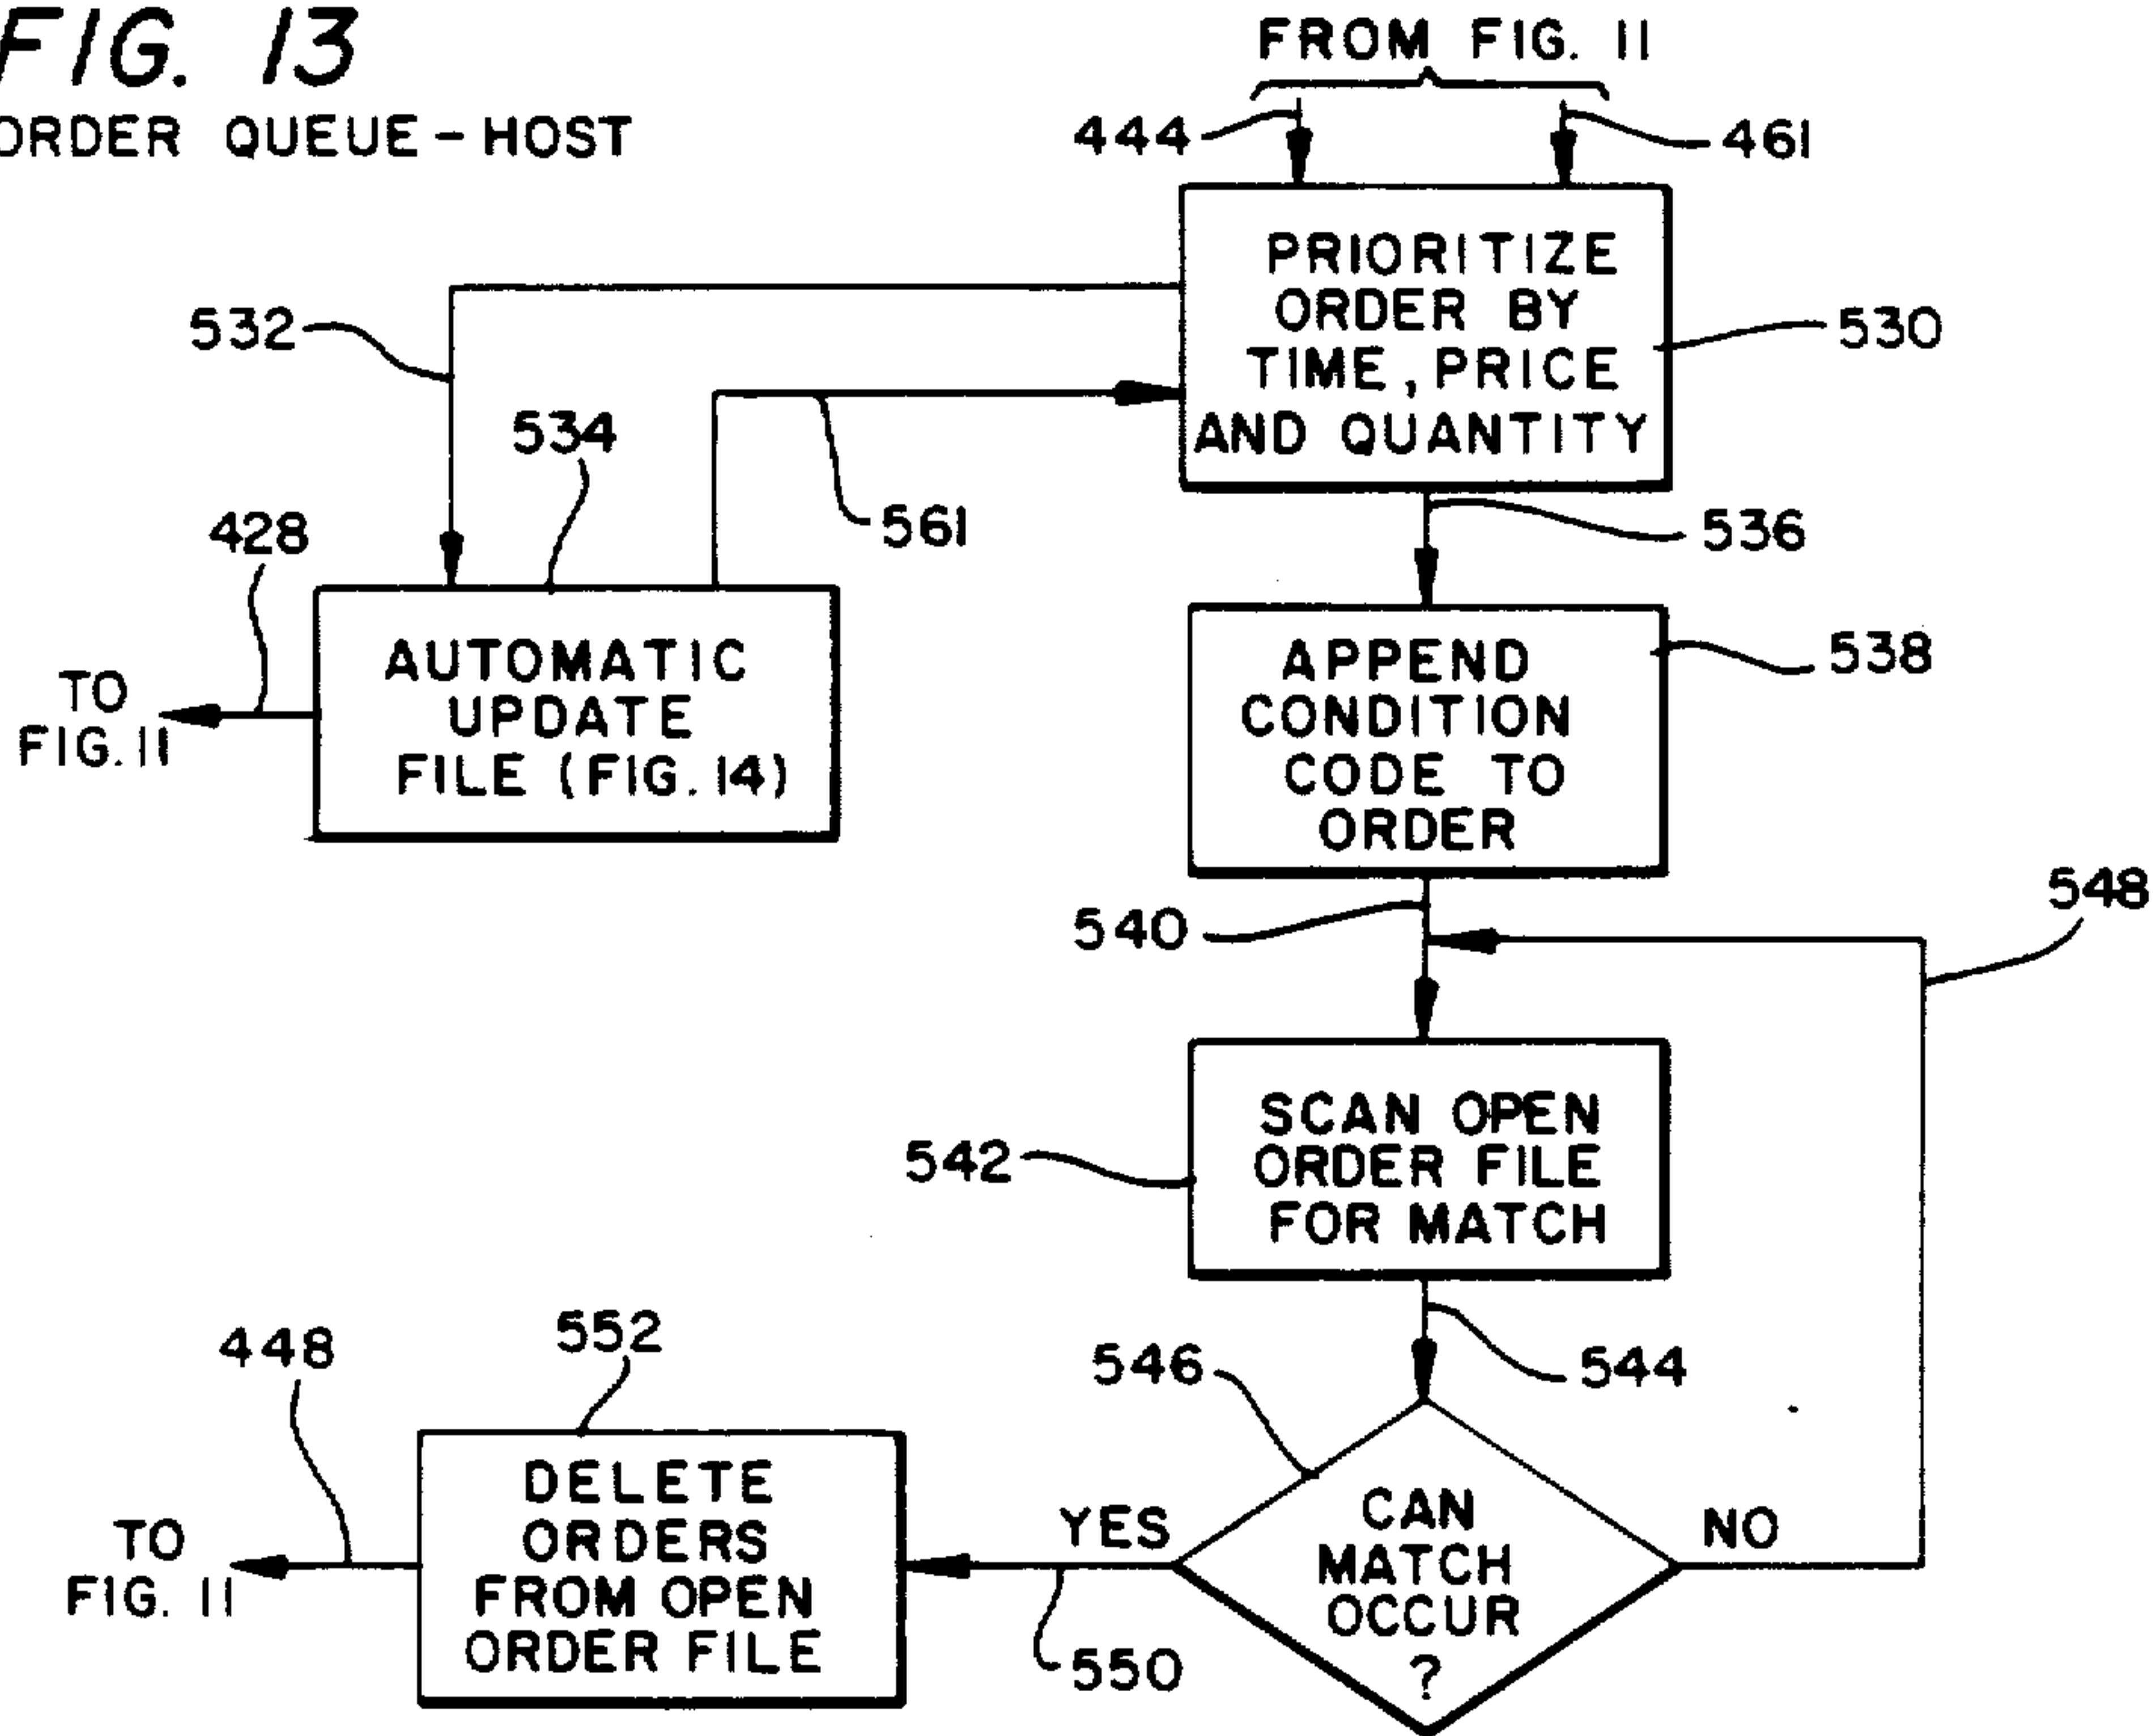 FIG. 13
ORDER QUEUE-HOST
FROM FIG. 11
444
461
PRIORITIZE
ORDER BY
TIME, PRICE
AND QUANTITY
530
532
534
561
428
536
AUTOMATIC
UPDATE
FILE (FIG. 14)
TO
FIG. 11
APPEND
CONDITION
CODE TO
ORDER
538
540
548
SCAN OPEN
ORDER FILE
FOR MATCH
542
544
546
CAN
MATCH
OCCUR
?
YES
NO
550
552
DELETE
ORDERS
FROM OPEN
ORDER FILE
448
TO
FIG. 11